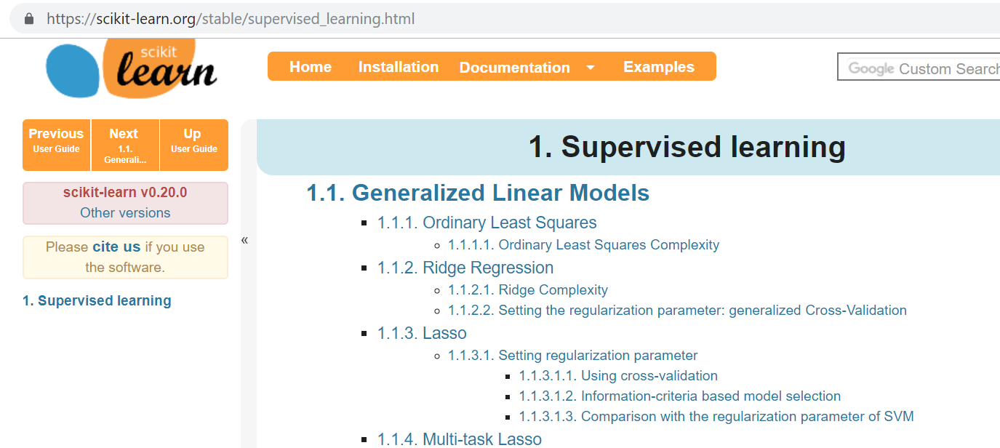 https://scikit-learn.org/stable/supervised_learning.html
scikit
learn
Home Installation Documentation Examples
Google Custom Search
Previous
User Guide
Next
1.1.
Generali...
Up
User Guide
scikit-learn v0.20.0
Other versions
Please cite us if you use
the software.
1. Supervised learning
«
1. Supervised learning
1.1. Generalized Linear Models
1.1.1. Ordinary Least Squares
1.1.1.1. Ordinary Least Squares Complexity
1.1.2. Ridge Regression
1.1.2.1. Ridge Complexity
1.1.2.2. Setting the regularization parameter: generalized Cross-Validation
1.1.3. Lasso
1.1.3.1. Setting regularization parameter
1.1.3.1.1. Using cross-validation
1.1.3.1.2. Information-criteria based model selection
1.1.3.1.3. Comparison with the regularization parameter of SVM
1.1.4. Multi-task Lasso